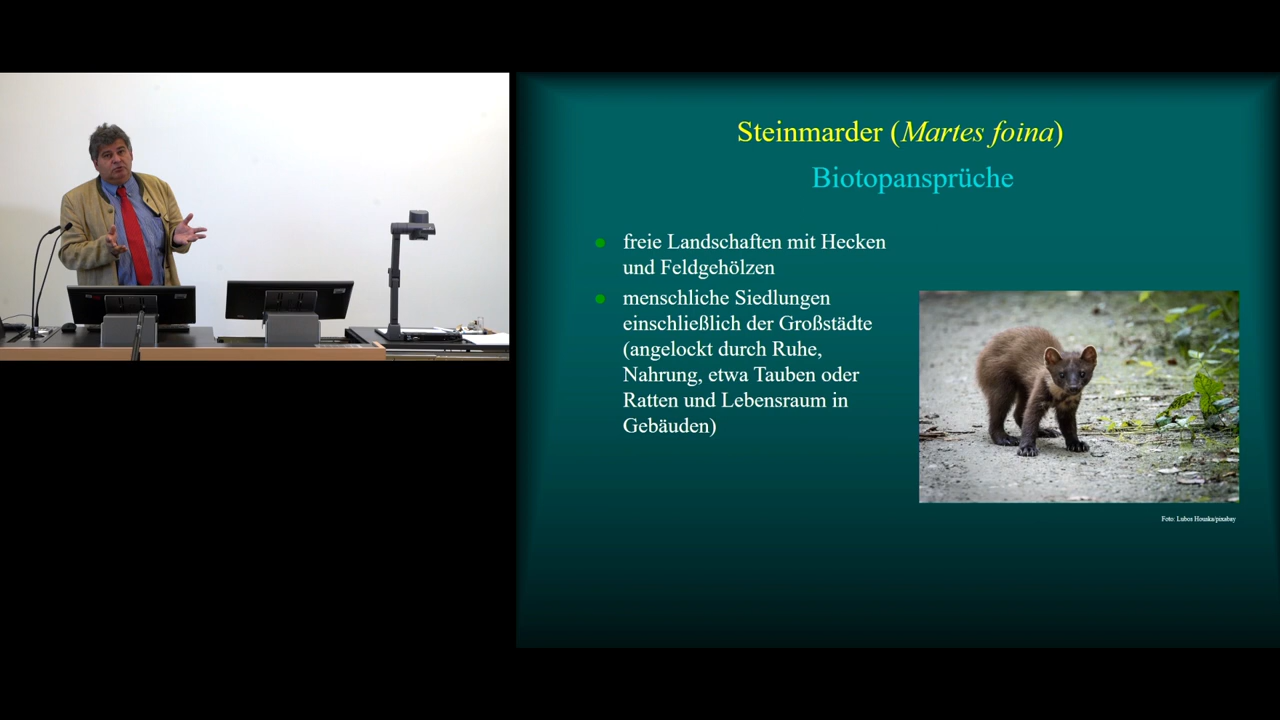 Steinmarder (Martes foina)
Biotopansprüche
freie Landschaften mit Hecken
und Feldgehölzen
menschliche Siedlungen
einschließlich der Großstädte
(angelockt durch Ruhe,
Nahrung, etwa Tauben oder
Ratten und Lebensraum in
Gebäuden)
Foto: Lubos Houska/pixabay